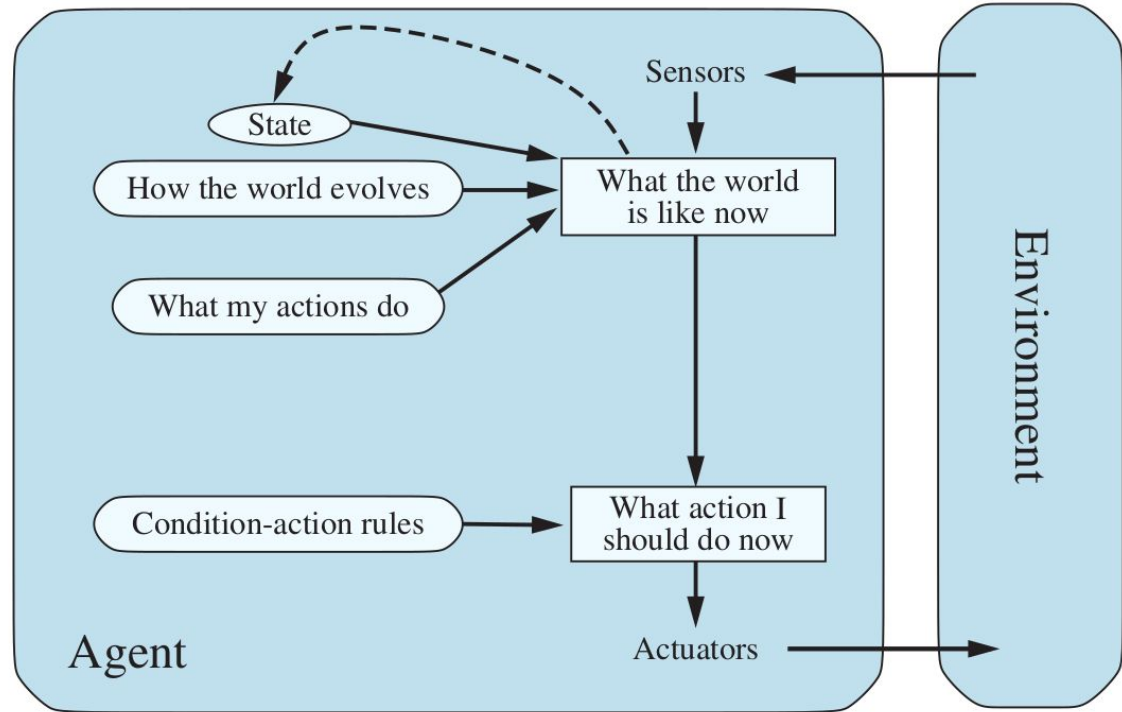 Sensors
State
How the world evolves
What the world
is like now
What my actions do
Condition-action rules
What action I
should do now
Agent
Actuators
Environment